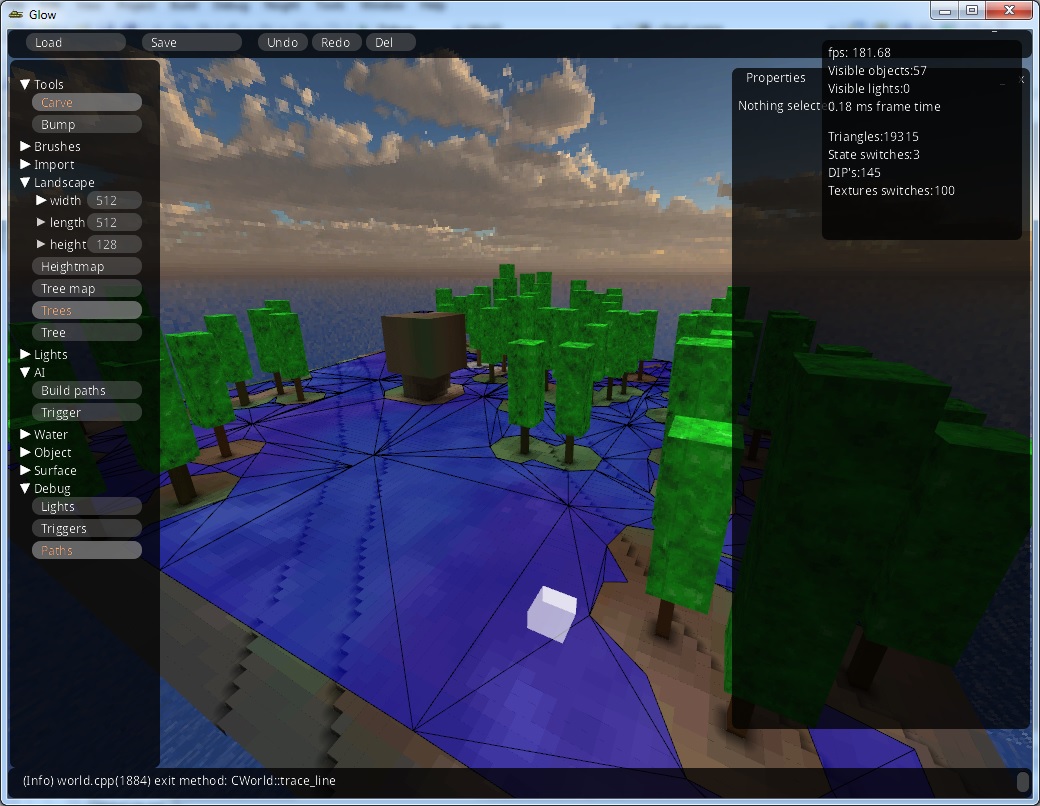 Glow
Load Save Undo Redo Del
Tools
Carve
Bump
Brushes
Import
Landscape
width 512
length 512
height 128
Heightmap
Tree map
Trees
Tree
Lights
AI
Build paths
Trigger
Water
Object
Surface
Debug
Lights
Triggers
Paths
Properties
Nothing selecte
fps: 181.68
Visible objects:57
Visible lights:0
0.18 ms frame time
Triangles:19315
State switches:3
DIP's:145
Textures switches:100
(Info) world.cpp(1884) exit method: CWorld::trace_line